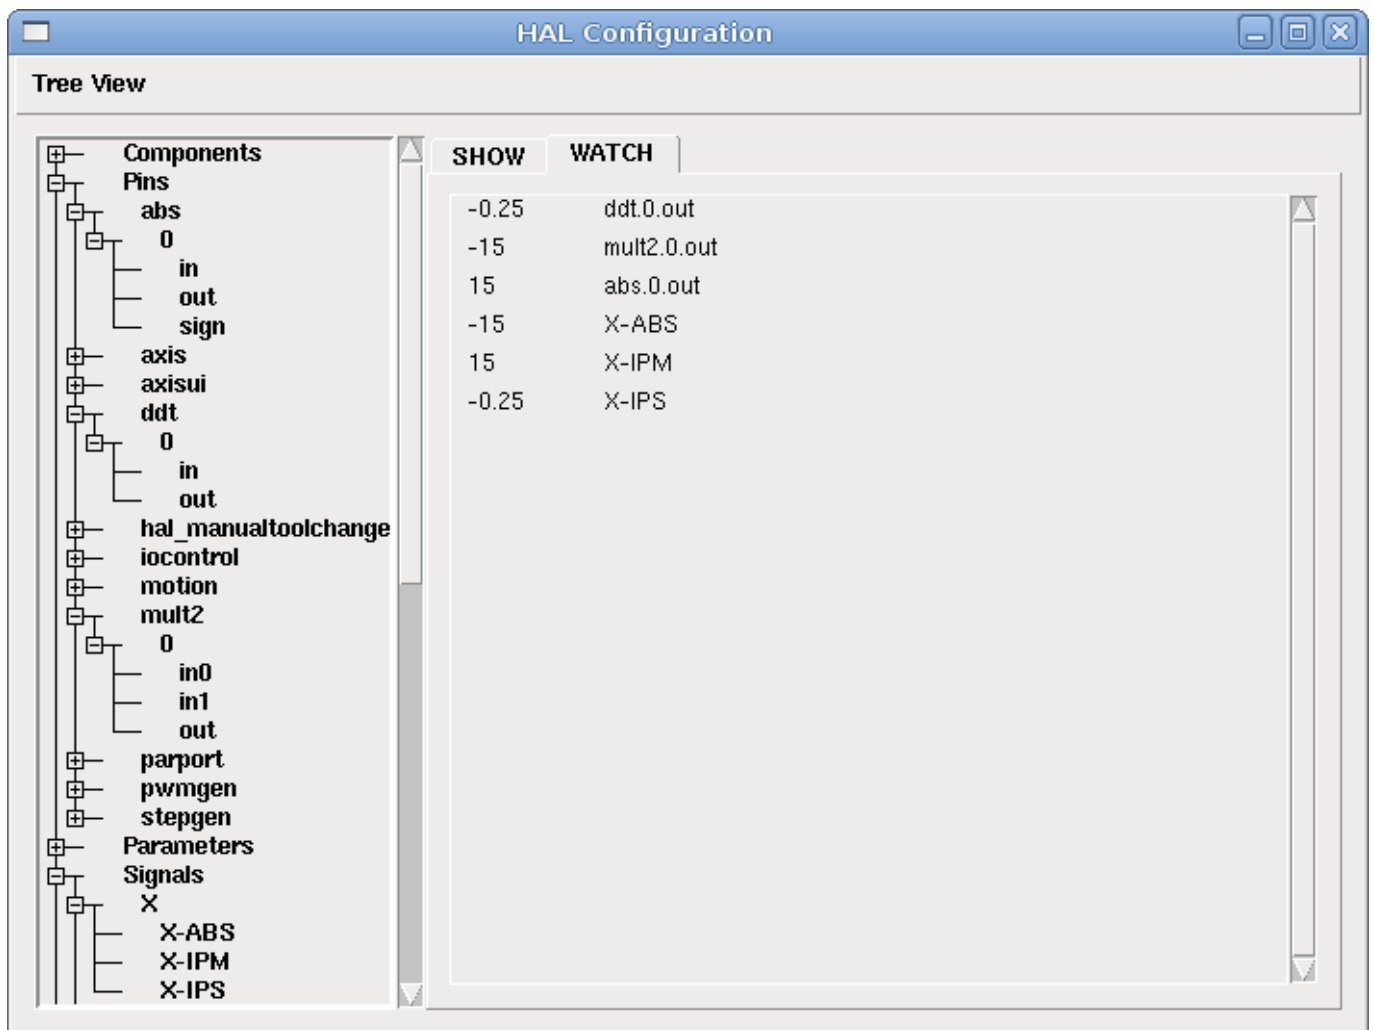 HAL Configuration
Tree View
Components
Pins
abs
0
in
out
sign
axis
axisui
ddt
0
in
out
hal_manualtoolchange
iocontrol
motion
mult2
0
in0
in1
out
parport
pwmgen
stepgen
Parameters
Signals
X
X-ABS
X-IPM
X-IPS
SHOW WATCH
-0.25 ddt.0.out
-15 mult2.0.out
15 abs.0.out
-15 X-ABS
15 X-IPM
-0.25 X-IPS